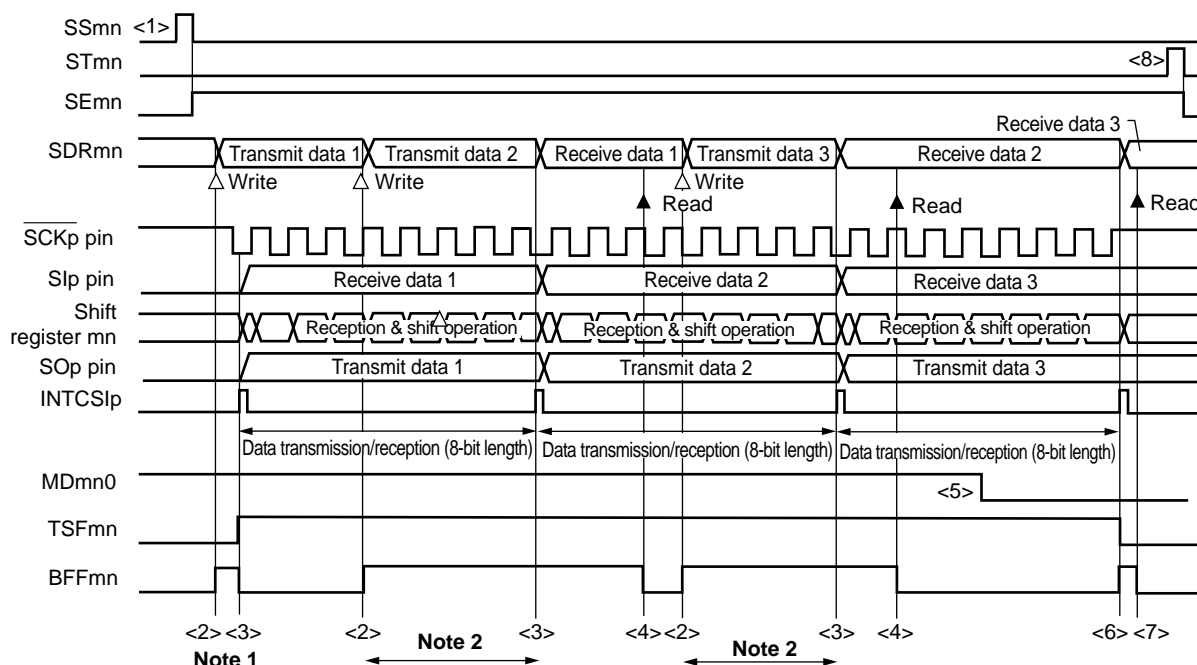 SSmn <1>
STmn <8>
SEmn
Receive data 3
SDRmn Transmit data 1 Transmit data 2 Receive data 1 Transmit data 3 Receive data 2
Write Write Write
Read Read Read
SCKp pin
SIp pin Receive data 1 Receive data 2 Receive data 3
Shift
register mn Reception & shift operation Reception & shift operation Reception & shift operation
SOp pin Transmit data 1 Transmit data 2 Transmit data 3
INTCSIp
Data transmission/reception (8-bit length) Data transmission/reception (8-bit length) Data transmission/reception (8-bit length)
MDmn0 <5>
TSFmn
BFFmn
<2> <3> <2> <3> <4> <2> <3> <4> <6> <7>
Note 1 Note 2 Note 2